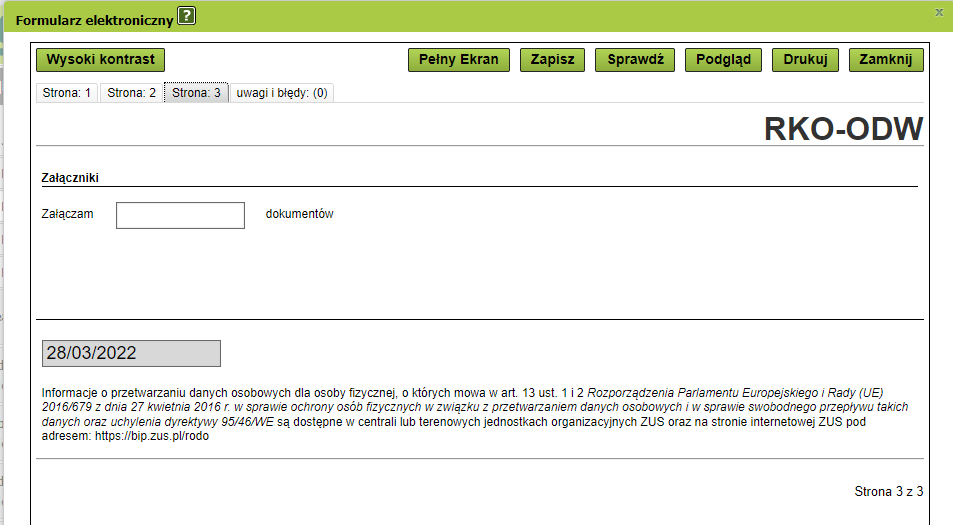 Formularz elektroniczny ?
x
Wysoki kontrast Pełny Ekran Zapisz Sprawdź Podgląd Drukuj Zamknij
Strona: 1 Strona: 2 Strona: 3 uwagi i błędy: (0)
RKO-ODW
Załączniki
Załączam dokumentów
28/03/2022
Informacje o przetwarzaniu danych osobowych dla osoby fizycznej, o których mowa w art. 13 ust. 1 i 2 Rozporządzenia Parlamentu Europejskiego i Rady (UE)
2016/679 z dnia 27 kwietnia 2016 r. w sprawie ochrony osób fizycznych w związku z przetwarzaniem danych osobowych i w sprawie swobodnego przepływu takich
danych oraz uchylenia dyrektywy 95/46/WE są dostępne w centrali lub terenowych jednostkach organizacyjnych ZUS oraz na stronie internetowej ZUS pod
adresem: https://bip.zus.pl/rodo
Strona 3 z 3